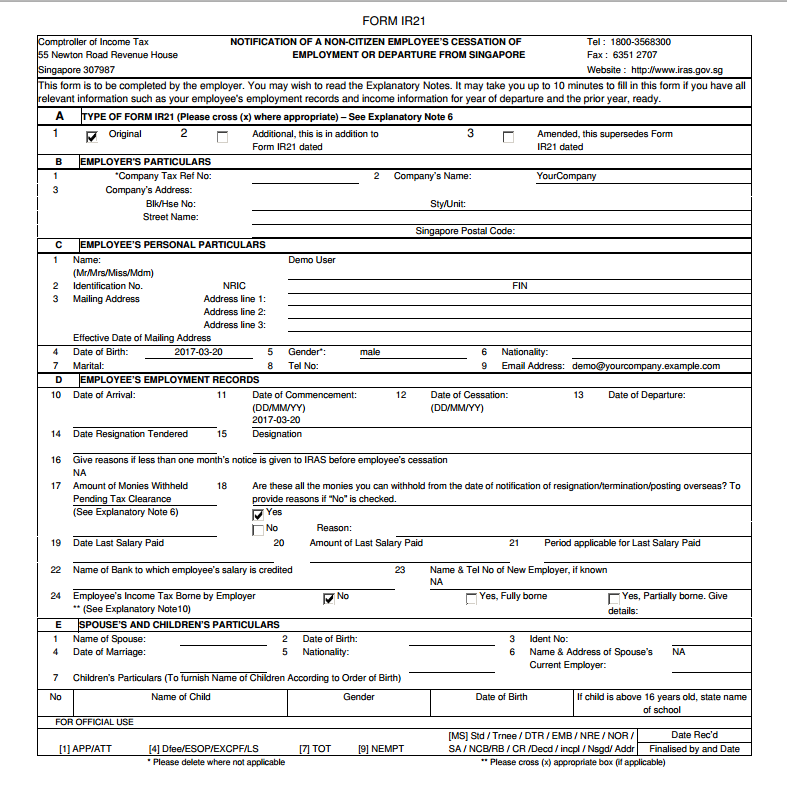 FORM IR21
Comptroller of Income Tax NOTIFICATION OF A NON-CITIZEN EMPLOYEE'S CESSATION OF Tel : 1800-3568300
55 Newton Road Revenue House EMPLOYMENT OR DEPARTURE FROM SINGAPORE Fax : 6351 2707
Singapore 307987 Website : http://www.iras.gov.sg
This form is to be completed by the employer. You may wish to read the Explanatory Notes. It may take you up to 10 minutes to fill in this form if you have all
relevant information such as your employee's employment records and income information for year of departure and the prior year, ready.
A TYPE OF FORM IR21 (Please cross (x) where appropriate) – See Explanatory Note 6
1 Original 2 Additional, this is in addition to 3 Amended, this supersedes Form
Form IR21 dated IR21 dated
B EMPLOYER'S PARTICULARS
1 *Company Tax Ref No: 2 Company's Name: YourCompany
3 Company's Address:
Blk/Hse No: Sty/Unit:
Street Name:
Singapore Postal Code:
C EMPLOYEE'S PERSONAL PARTICULARS
1 Name: Demo User
(Mr/Mrs/Miss/Mdm)
2 Identification No. NRIC FIN
3 Mailing Address Address line 1:
Address line 2:
Address line 3:
Effective Date of Mailing Address
4 Date of Birth: 2017-03-20 5 Gender*: male 6 Nationality:
7 Marital: 8 Tel No: 9 Email Address: demo@yourcompany.example.com
D EMPLOYEE'S EMPLOYMENT RECORDS
10 Date of Arrival: 11 Date of Commencement: 12 Date of Cessation: 13 Date of Departure:
(DD/MM/YY) (DD/MM/YY)
2017-03-20
14 Date Resignation Tendered 15 Designation
16 Give reasons if less than one month's notice is given to IRAS before employee's cessation
NA
17 Amount of Monies Withheld 18 Are these all the monies you can withhold from the date of notification of resignation/termination/posting overseas? To
Pending Tax Clearance provide reasons if "No" is checked.
(See Explanatory Note 6) Yes
No Reason:
19 Date Last Salary Paid 20 Amount of Last Salary Paid 21 Period applicable for Last Salary Paid
22 Name of Bank to which employee's salary is credited 23 Name & Tel No of New Employer, if known
NA
24 Employee's Income Tax Borne by Employer No Yes, Fully borne Yes, Partially borne. Give
** (See Explanatory Note10) details:
E SPOUSE'S AND CHILDREN'S PARTICULARS
1 Name of Spouse: 2 Date of Birth: 3 Ident No:
4 Date of Marriage: 5 Nationality: 6 Name & Address of Spouse's NA
Current Employer:
7 Children's Particulars (To furnish Name of Children According to Order of Birth)
No Name of Child Gender Date of Birth If child is above 16 years old, state name
of school
FOR OFFICIAL USE
[MS] Std / Trnee / DTR / EMB / NRE / NOR / Date Rec'd
[1] APP/ATT [4] Dfee/ESOP/EXCPF/LS [7] TOT [9] NEMPT SA / NCB/RB / CR /Decd / incpl / Nsgd/ Addr Finalised by and Date
* Please delete where not applicable ** Please cross (x) appropriate box (if applicable)